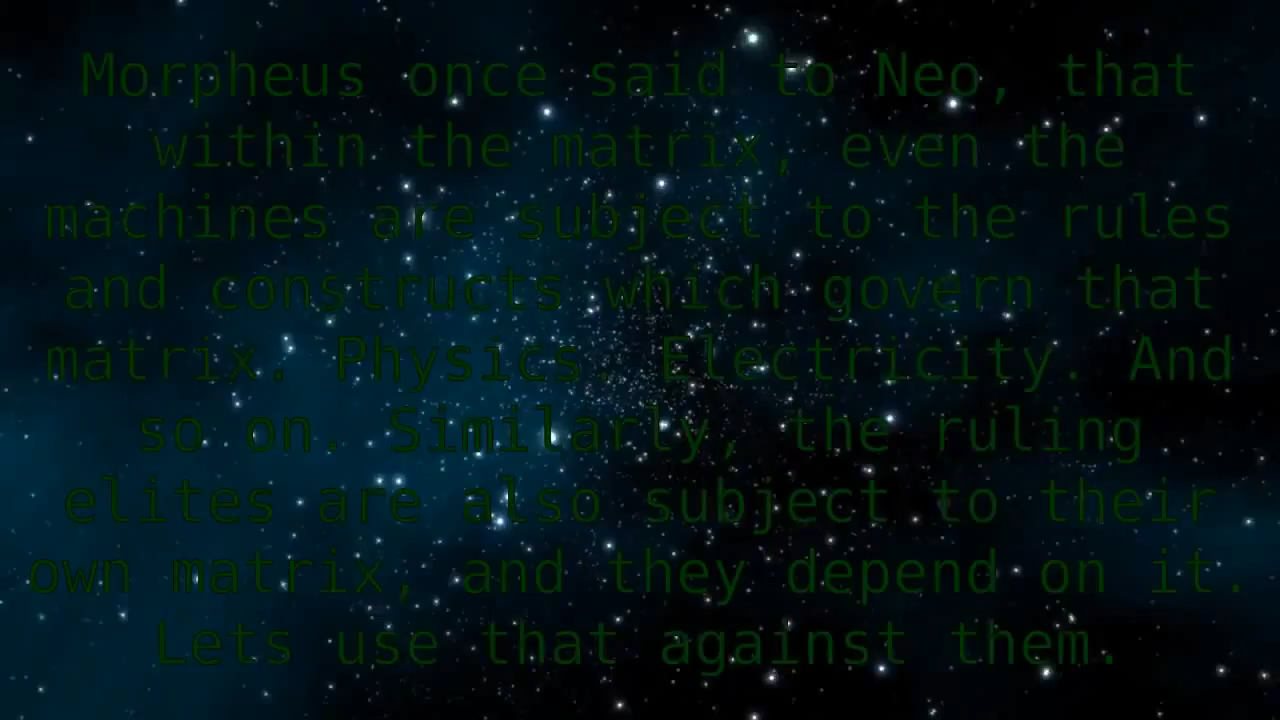 Morpheus once said to Neo, that
within the matrix, even the
machines are subject to the rules
and constructs which govern that
matrix. Physics. Electricity. And
so on. Similarly, the ruling
elites are also subject to their
own matrix, and they depend on it.
Lets use that against them.